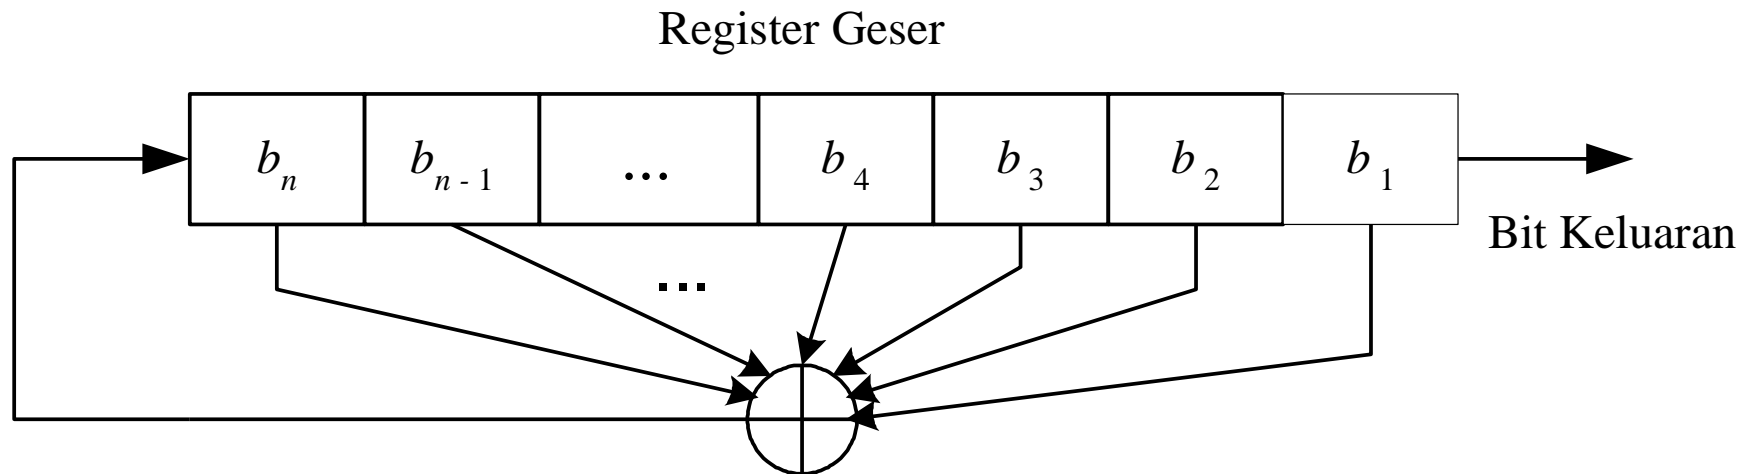 Register Geser
b n b n - 1 ... b 4 b 3 b 2 b 1
Bit Keluaran
...